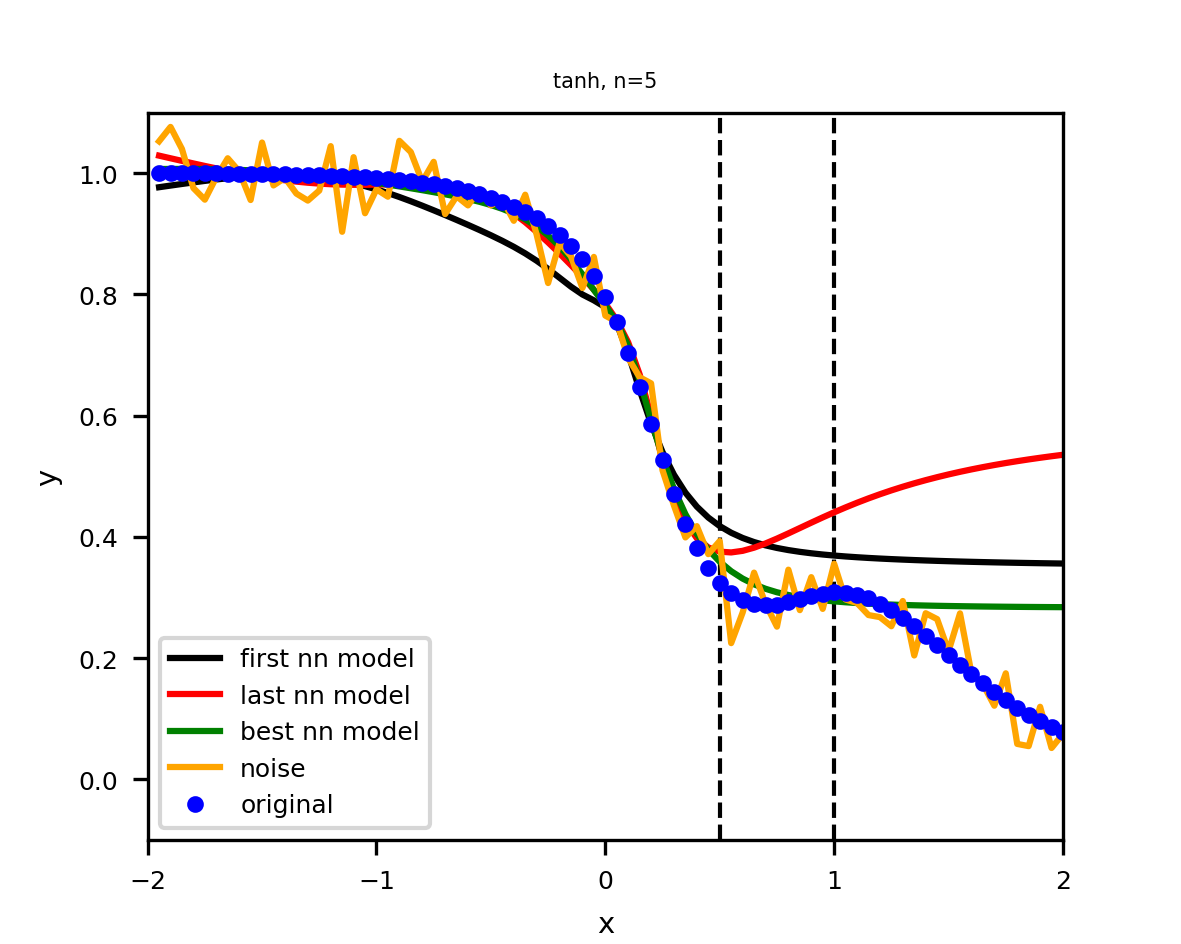 tanh, n=5
y
1.0
0.8
0.6
0.4
0.2
0.0
first nn model
last nn model
best nn model
noise
original
−2
−1
0
1
2
x